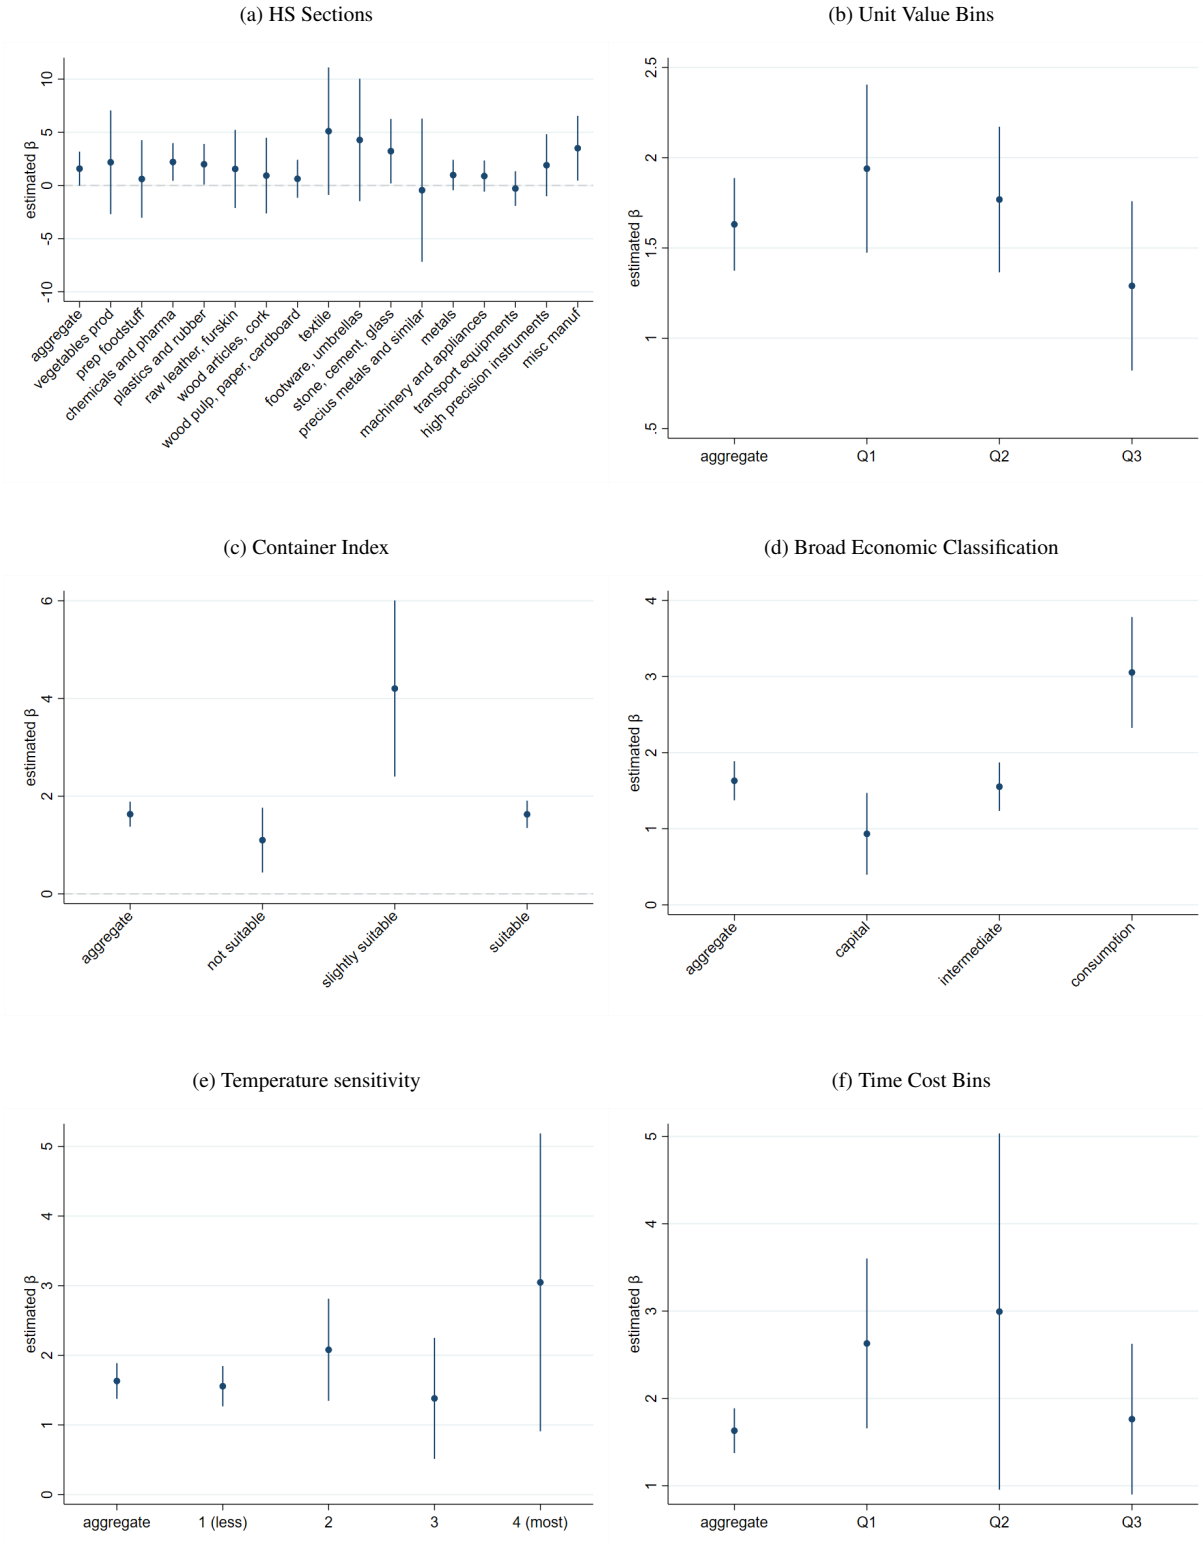 (a) HS Sections
estimated β
10
5
0
-5
-10
aggregate
vegetables prod
prep foodstuff
chemicals and pharma
plastics and rubber
raw leather, furskin
wood articles, cork
wood pulp, paper, cardboard
textile
footware, umbrellas
stone, cement, glass
precius metals and similar
metals
machinery and appliances
transport equipments
high precision instruments
misc manuf
(b) Unit Value Bins
estimated β
2.5
2
1.5
1
.5
aggregate
Q1
Q2
Q3
(c) Container Index
estimated β
6
4
2
0
aggregate
not suitable
slightly suitable
suitable
(d) Broad Economic Classification
estimated β
4
3
2
1
0
aggregate
capital
intermediate
consumption
(e) Temperature sensitivity
estimated β
5
4
3
2
1
0
aggregate
1 (less)
2
3
4 (most)
(f) Time Cost Bins
estimated β
5
4
3
2
1
aggregate
Q1
Q2
Q3